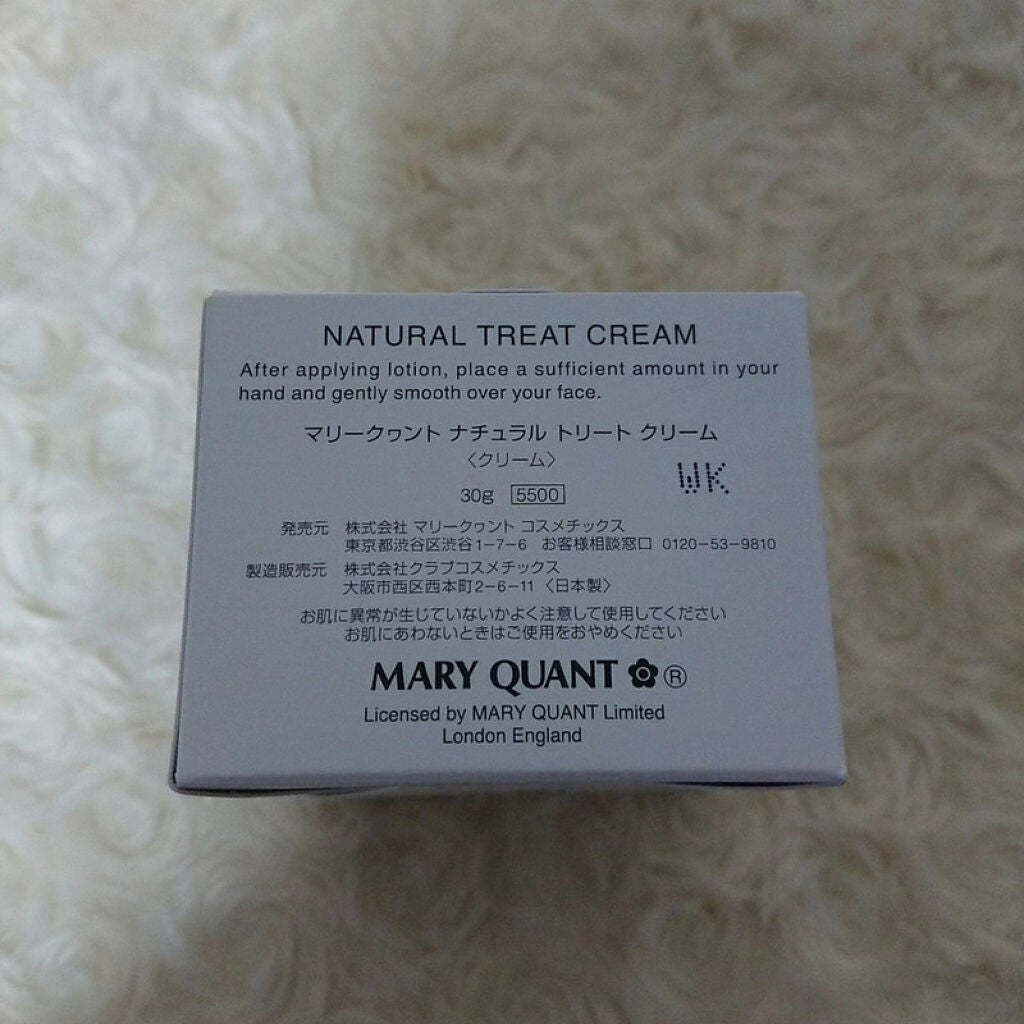 NATURAL TREAT CREAM
After applying lotion, place a sufficient amount in your
hand and gently smooth over your face.
マリークヮント ナチュラル トリート クリーム
〈クリーム〉
WK
30g 5500
発売元 株式会社 マリークヮント コスメチックス
東京都渋谷区渋谷1-7-6 お客様相談窓口 0120-53-9810
製造販売元 株式会社クラブコスメチックス
大阪市西区西本町2-6-11〈日本製〉
お肌に異常が生じていないかよく注意して使用してください
お肌にあわないときはご使用をおやめください
MARY QUANT ®
Licensed by MARY QUANT Limited
London England